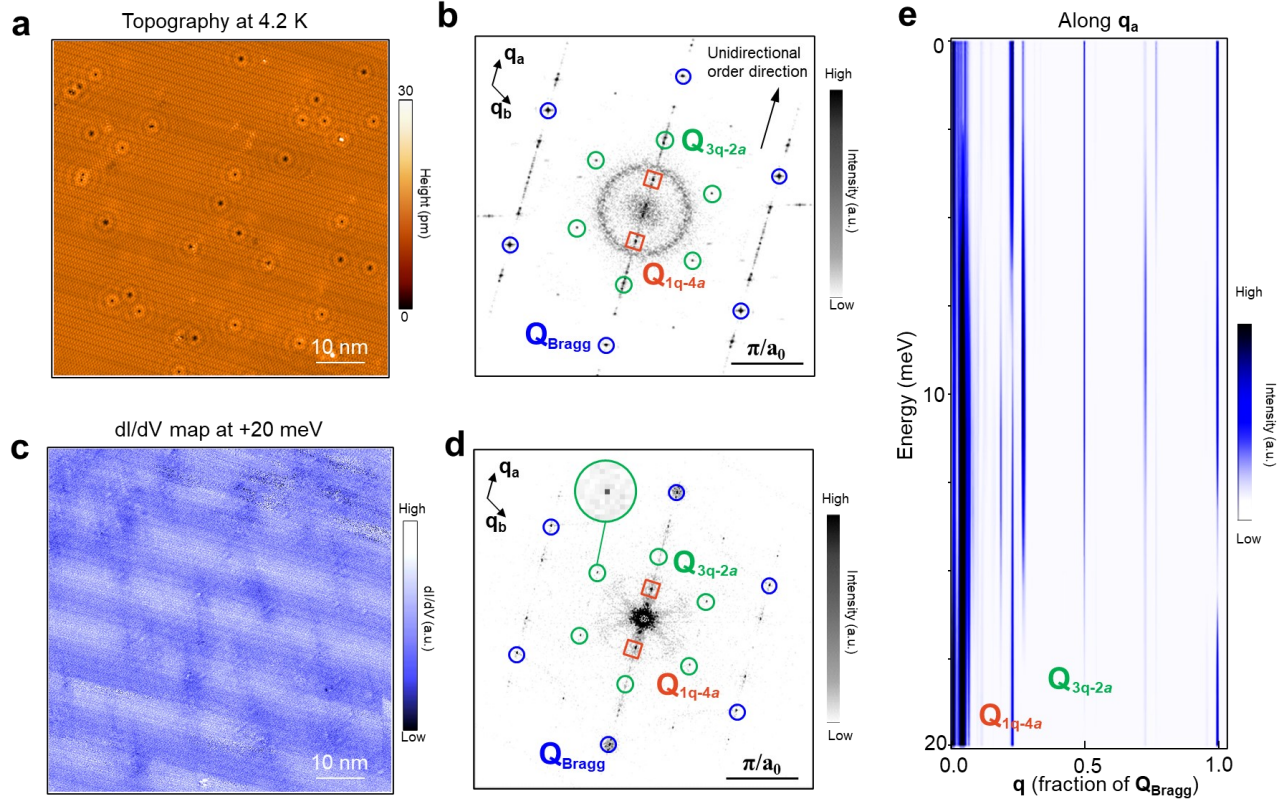 a
Topography at 4.2 K
30
Height (pm)
0
10 nm
b
qa
qb
Unidirectional
order direction
Q3q-2a
Q1q-4a
QBragg
π/a0
High
Intensity (a.u.)
Low
c
dI/dV map at +20 meV
10 nm
High
dI/dV (a.u.)
Low
d
qa
qb
Q3q-2a
Q1q-4a
QBragg
π/a0
High
Intensity (a.u.)
Low
e
Along qa
0
10
20
Energy (meV)
Q3q-2a
Q1q-4a
0.0
0.5
1.0
q (fraction of QBragg)
High
Intensity (a.u.)
Low